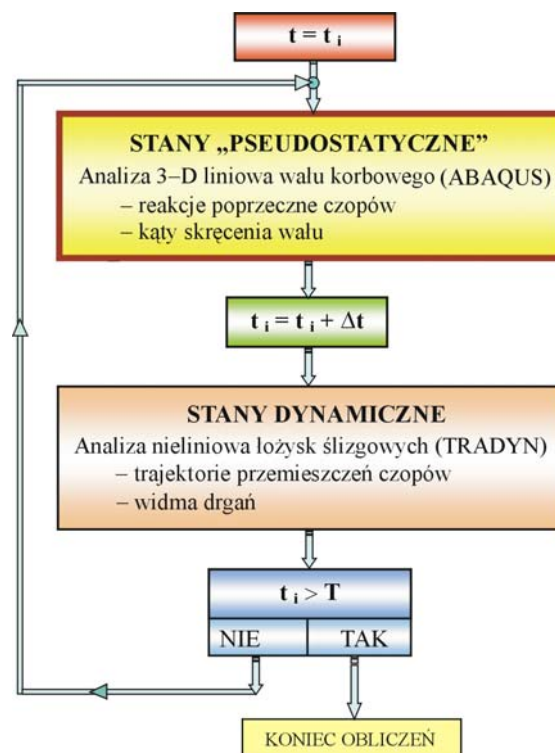 t = t i
STANY „PSEUDOSTATYCZNE”
Analiza 3–D liniowa wału korbowego (ABAQUS)
– reakcje poprzeczne czopów
– kąty skręcenia wału
t i = t i + Δt
STANY DYNAMICZNE
Analiza nieliniowa łożysk ślizgowych (TRADYN)
– trajektorie przemieszczeń czopów
– widma drgań
t i > T
NIE TAK
KONIEC OBLICZEŃ